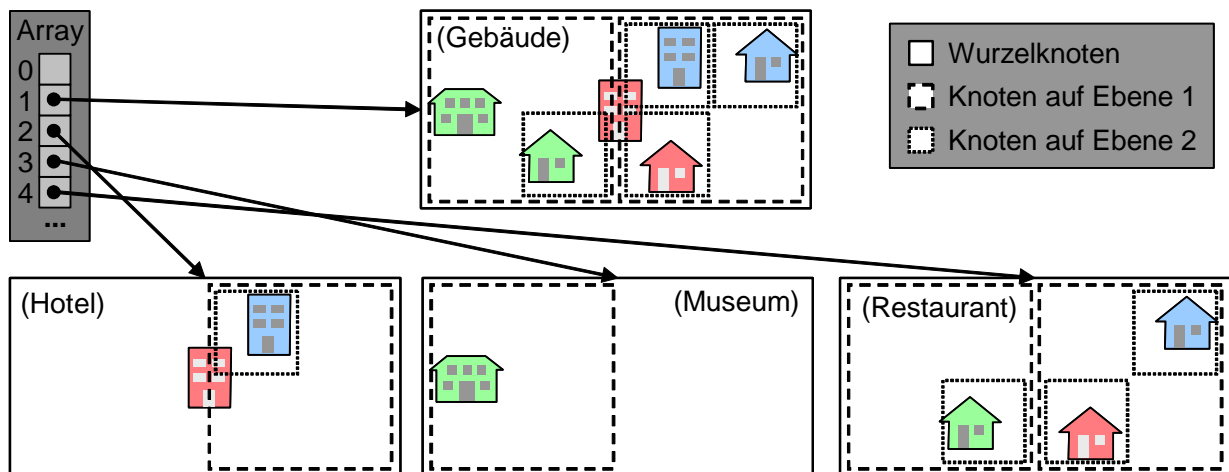 Array
0
1
2
3
4
...
(Gebäude)
Wurzelknoten
Knoten auf Ebene 1
Knoten auf Ebene 2
(Hotel)
(Museum)
(Restaurant)